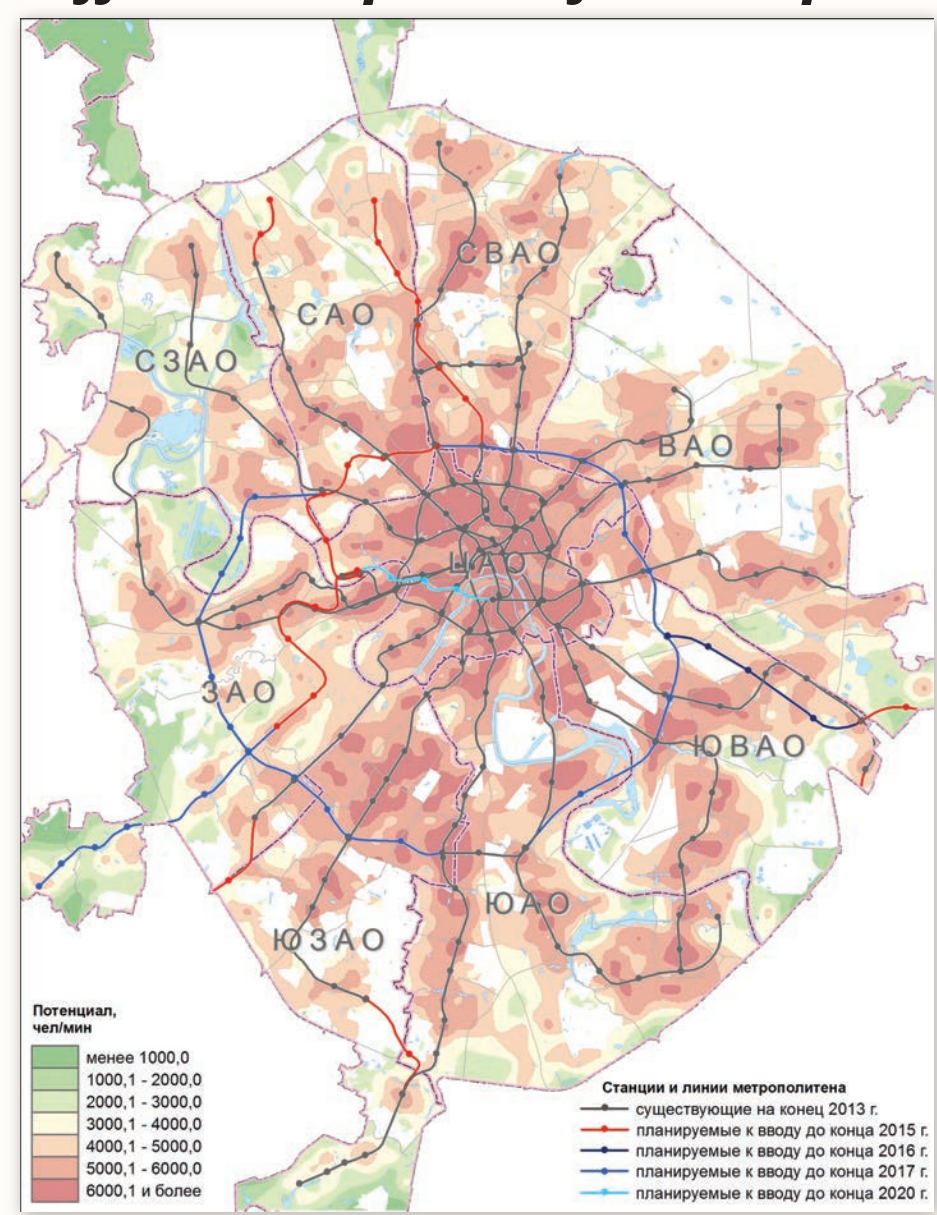 СВАО
САО
СЗАО
ВАО
ЦАО
ЗАО
ЮВАО
ЮАО
ЮЗАО
Потенциал,
чел/мин
менее 1000,0
1000,1 - 2000,0
2000,1 - 3000,0
3000,1 - 4000,0
4000,1 - 5000,0
5000,1 - 6000,0
6000,1 и более
Станции и линии метрополитена
существующие на конец 2013 г.
планируемые к вводу до конца 2015 г.
планируемые к вводу до конца 2016 г.
планируемые к вводу до конца 2017 г.
планируемые к вводу до конца 2020 г.